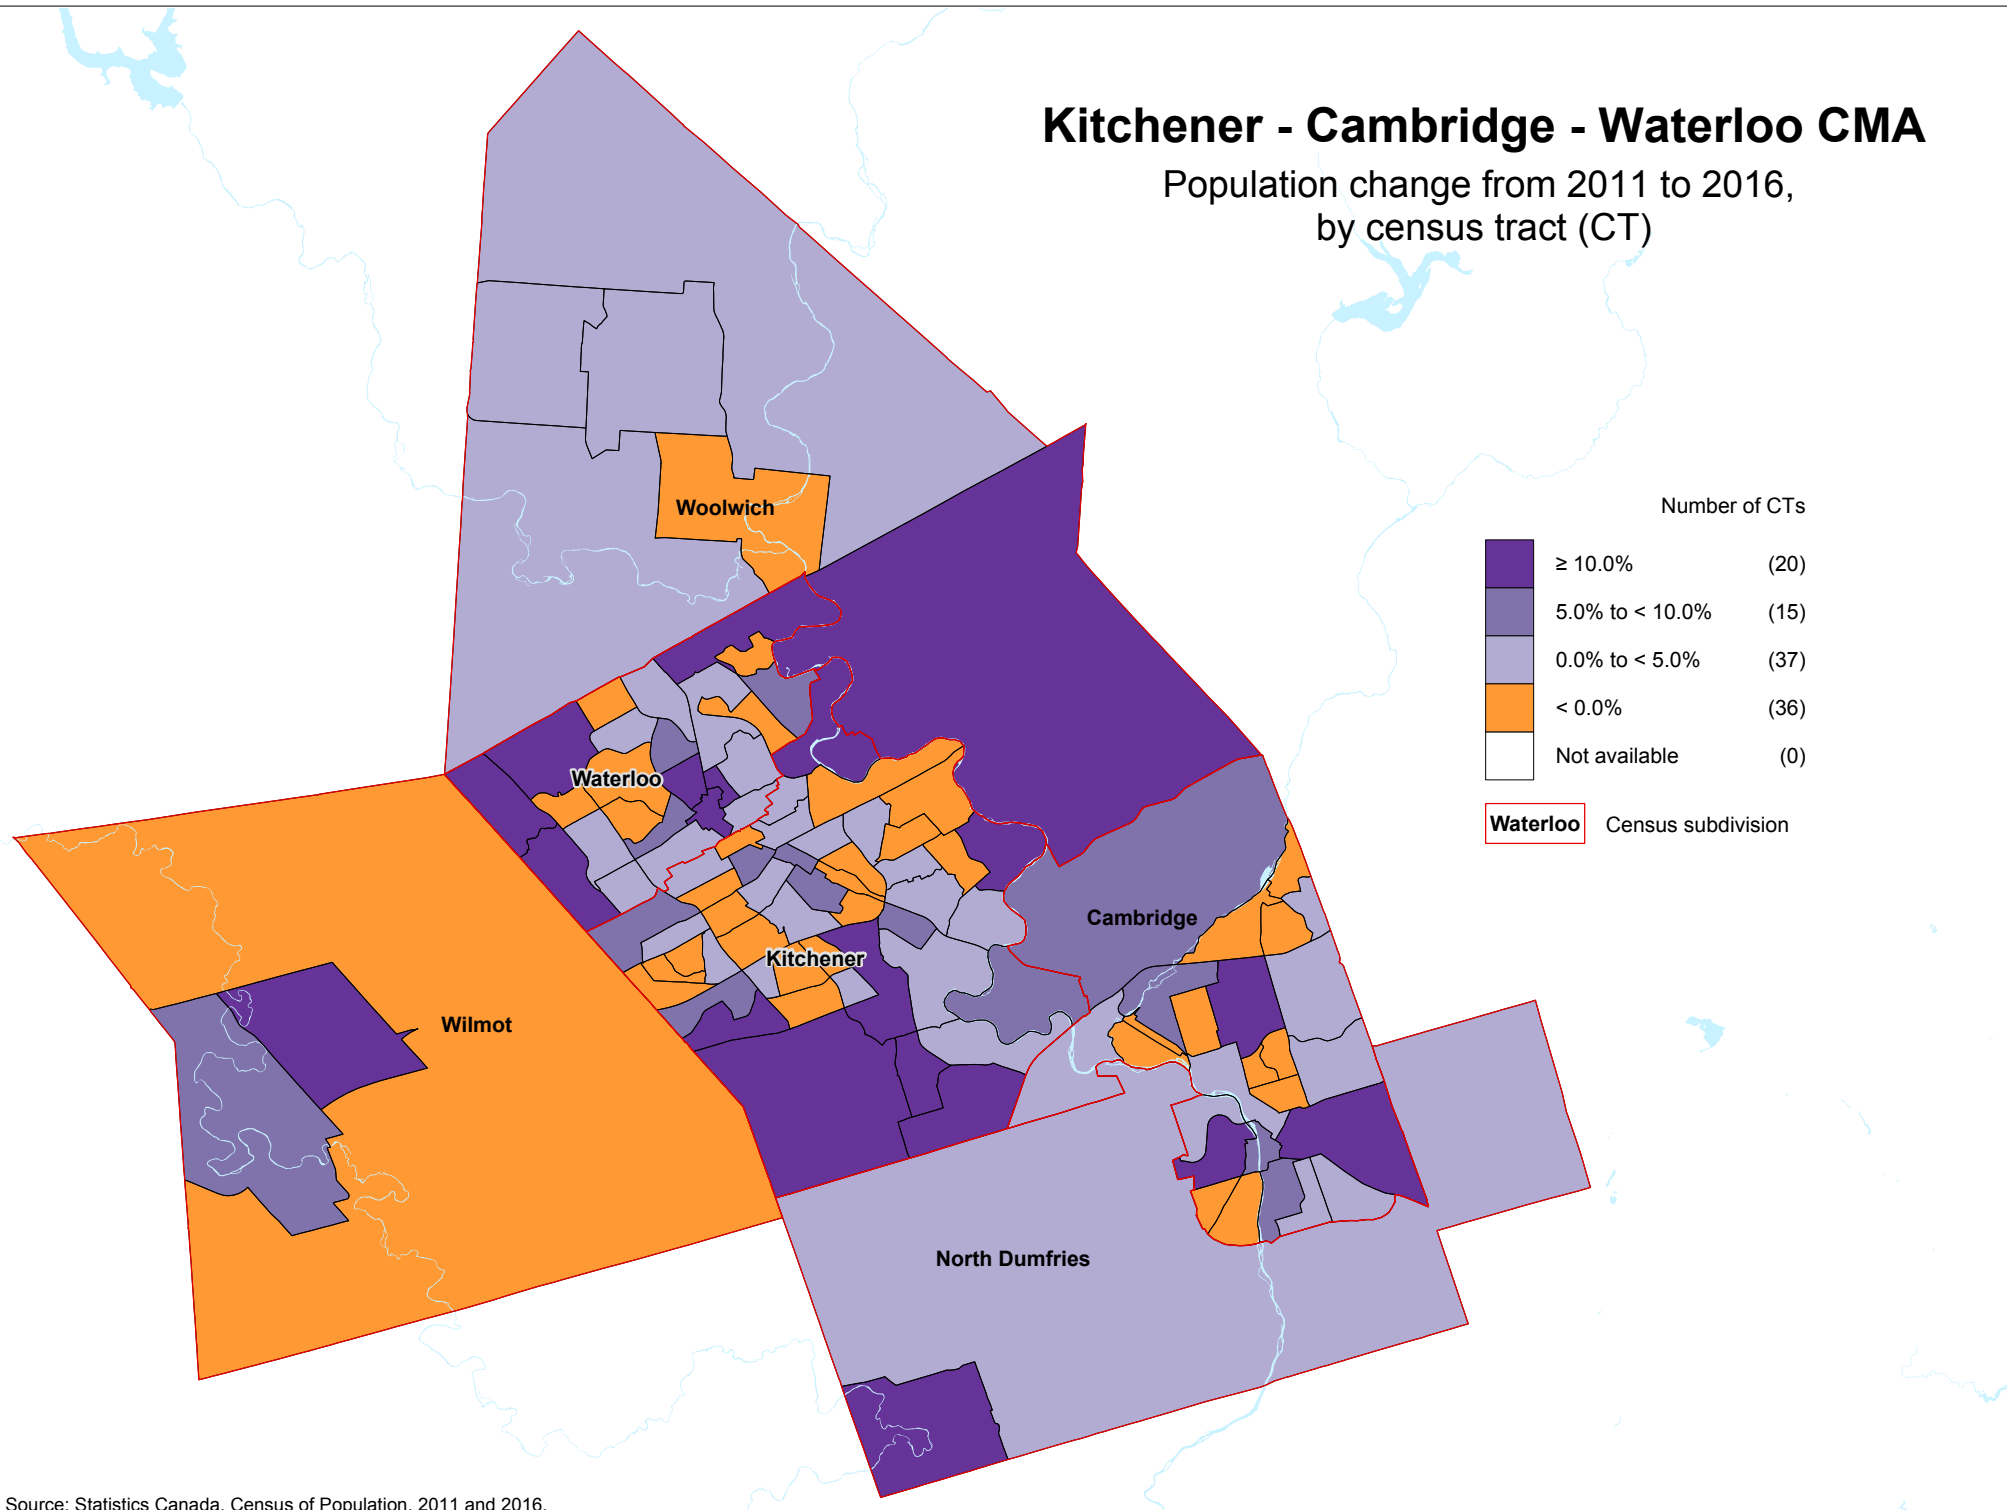 Kitchener - Cambridge - Waterloo CMA
Population change from 2011 to 2016,
by census tract (CT)
Number of CTs
≥ 10.0% (20)
5.0% to < 10.0% (15)
0.0% to < 5.0% (37)
< 0.0% (36)
Not available (0)
Waterloo Census subdivision
Woolwich
Waterloo
Cambridge
Kitchener
Wilmot
North Dumfries
Source: Statistics Canada, Census of Population, 2011 and 2016.